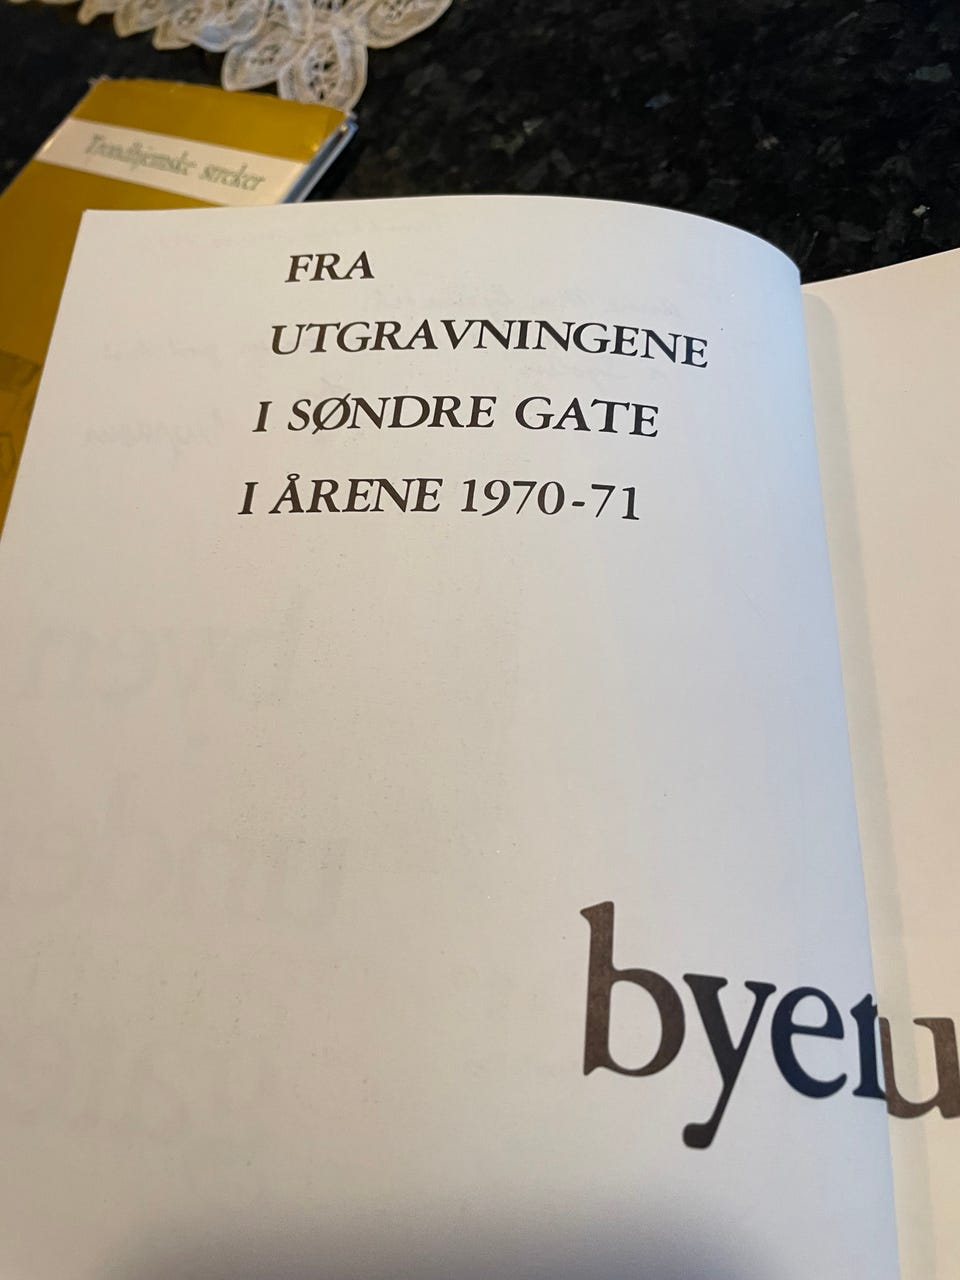 Trondhjemske streker
FRA
UTGRAVNINGENE
I SØNDRE GATE
I ÅRENE 1970-71
byen u